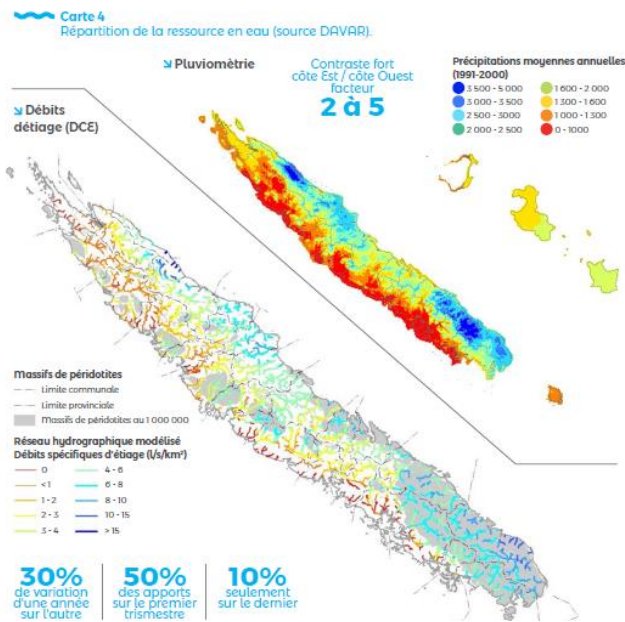 Carte 4
Répartition de la ressource en eau (source DAVAR).
Pluviomètrie
Contraste fort
côte Est / côte Ouest
facteur
2 à 5
Précipitations moyennes annuelles
(1991-2000)
3 500 - 5 000
3 000 - 3 500
2 500 - 3000
2 000 - 2 500
1 600 - 2 000
1 300 - 1 600
1 000 - 1 300
0 - 1000
Débits
détiage (DCE)
Massifs de péridotites
Limite communale
Limite provinciale
Massifs de péridotites au 1 000 000
Réseau hydrographique modélisé
Débits spécifiques d'étiage (l/s/km²)
0
< 1
1 - 2
2 - 3
3 - 4
4 - 6
6 - 8
8 - 10
10 - 15
> 15
30%
de variation
d'une année
sur l'autre
50%
des apports
sur le premier
trimestre
10%
seulement
sur le dernier